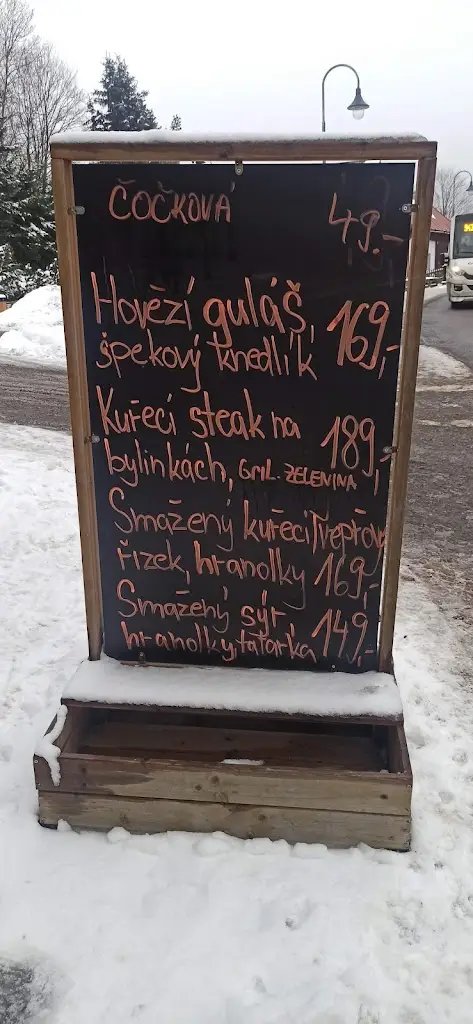 ČOČKOVÁ 49.-
Hovězí guláš,
špekový knedlík 169,-
Kuřecí steak na
bylinkách, GRIL. ZELENINA 189,-
Smažený kuřecí/vepřový
řízek, hranolky 169.-
Smažený sýr,
hranolky, tatarka 149,-